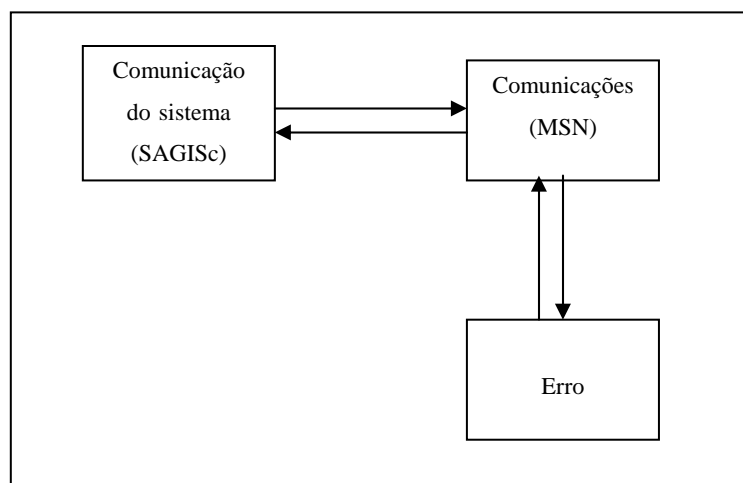 Comunicação
do sistema
(SAGISc)
Comunicações
(MSN)
Erro